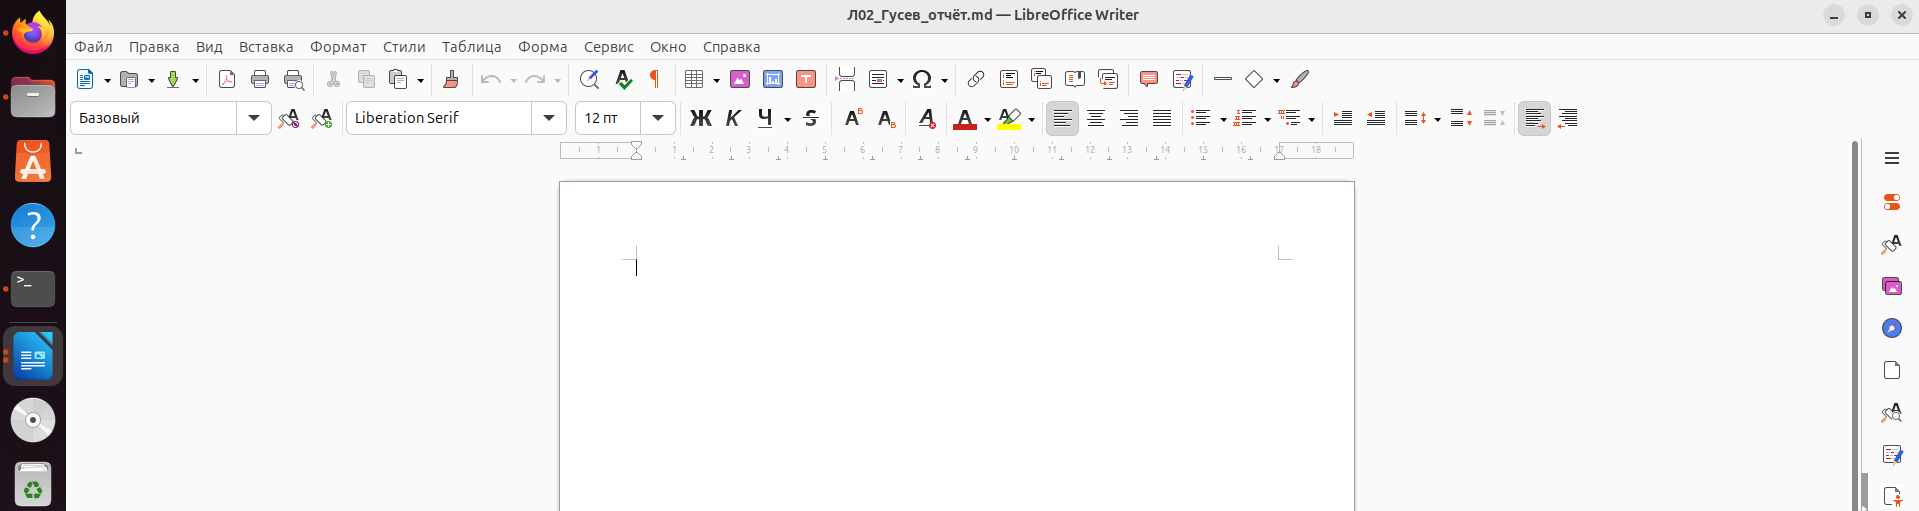 Л02_Гусев_отчёт.md — LibreOffice Writer
Файл Правка Вид Вставка Формат Стили Таблица Форма Сервис Окно Справка
Базовый Liberation Serif 12 пт Ж К Ч S
1 1 2 3 4 5 6 7 8 9 10 11 12 13 14 15 16 17 18